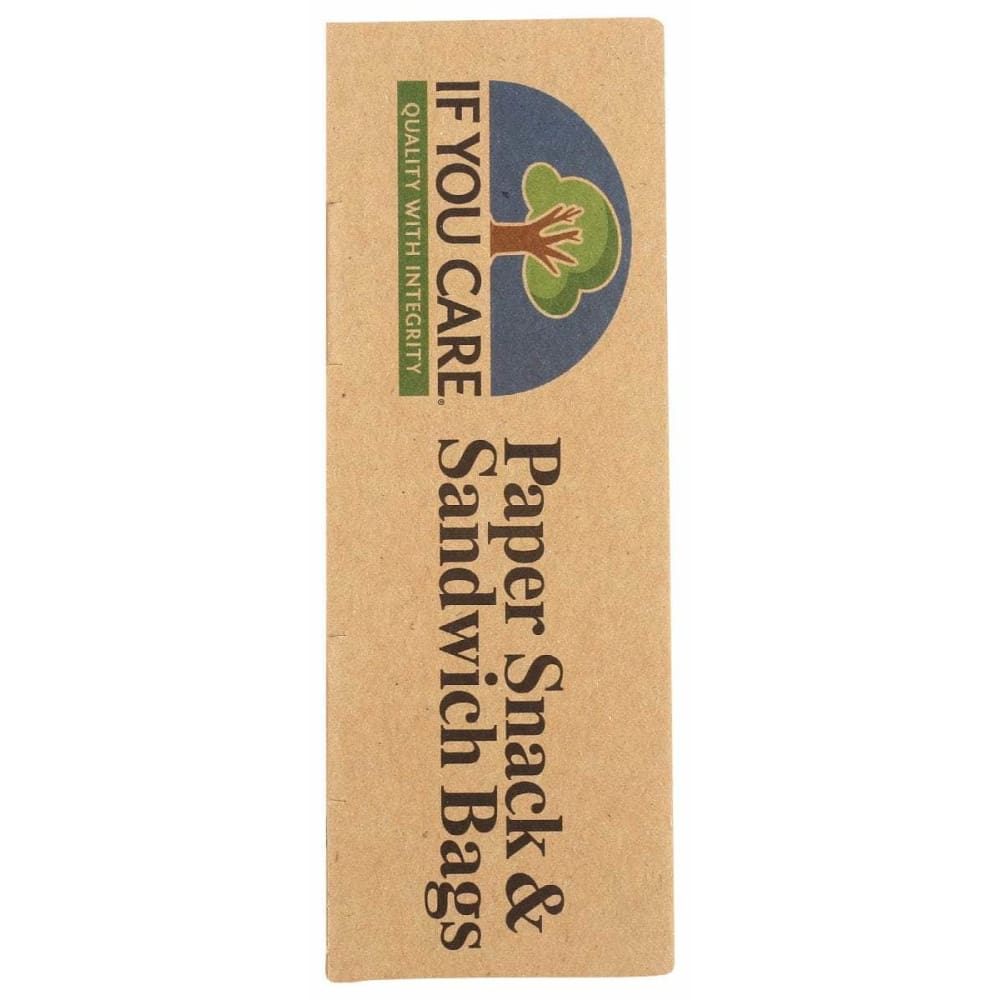 IF YOU CARE®
QUALITY WITH INTEGRITY
Paper Snack &
Sandwich Bags